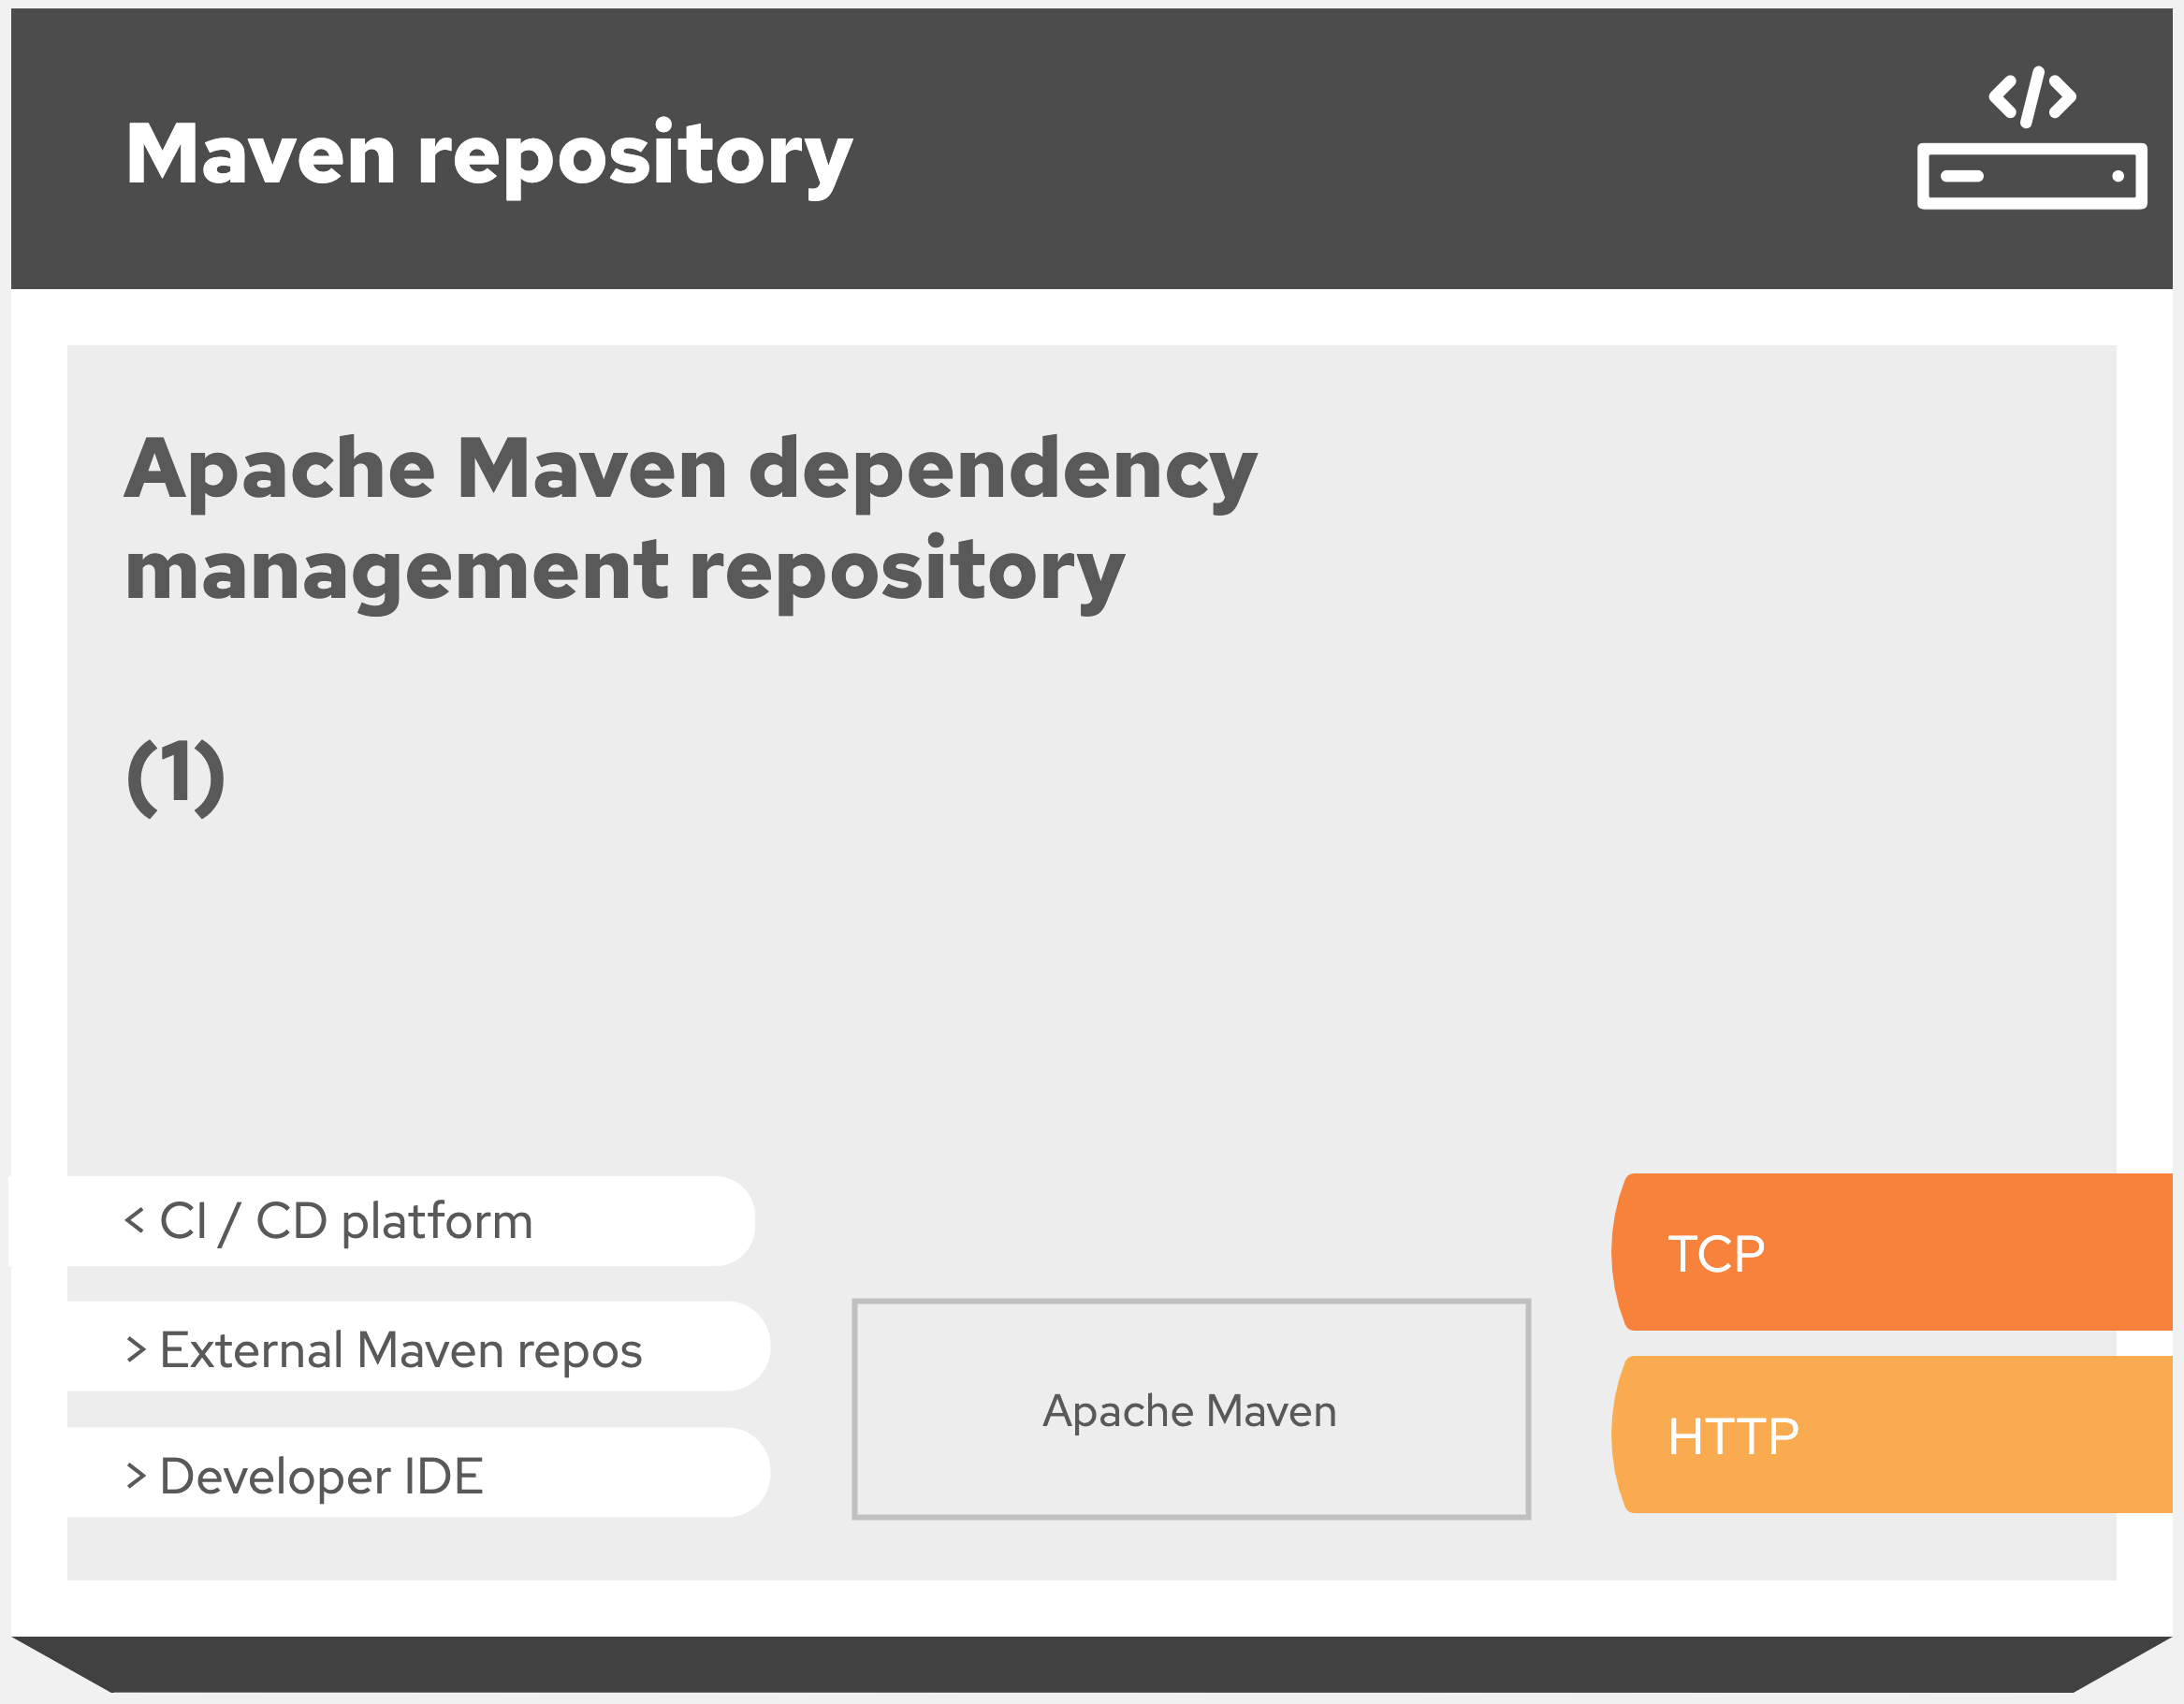 Maven repository
</>
Apache Maven dependency
management repository
(1)
< CI / CD platform
> External Maven repos
> Developer IDE
Apache Maven
TCP
HTTP